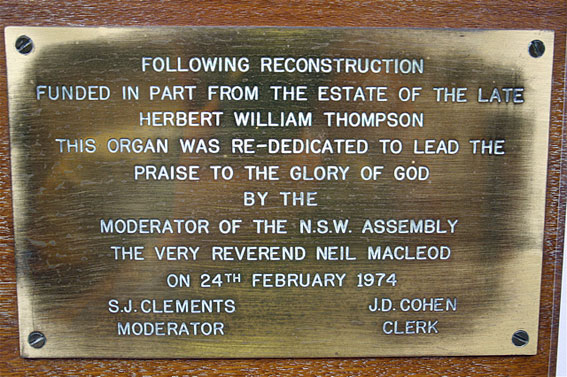 FOLLOWING RECONSTRUCTION
FUNDED IN PART FROM THE ESTATE OF THE LATE
HERBERT WILLIAM THOMPSON
THIS ORGAN WAS RE-DEDICATED TO LEAD THE
PRAISE TO THE GLORY OF GOD
BY THE
MODERATOR OF THE N.S.W. ASSEMBLY
THE VERY REVEREND NEIL MACLEOD
ON 24TH FEBRUARY 1974
S.J. CLEMENTS J.D. COHEN
MODERATOR CLERK